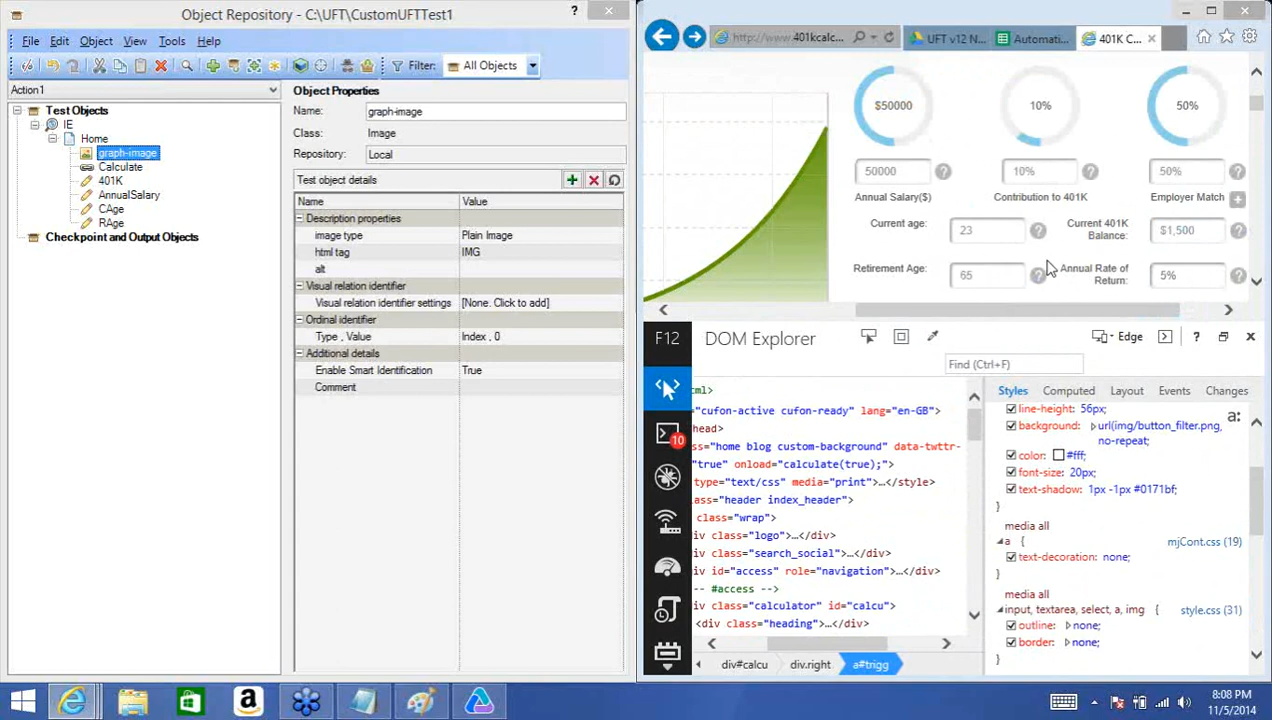 Object Repository - C:\UFT\CustomUFTTest1
?
File Edit Object View Tools Help
Filter: All Objects
Action1
Test Objects
IE
Home
graph-image
Calculate
401K
AnnualSalary
CAge
RAge
Checkpoint and Output Objects
Object Properties
Name: graph-image
Class: Image
Repository: Local
Test object details
Name Value
Description properties
image type Plain Image
html tag IMG
alt
Visual relation identifier
Visual relation identifier settings [None. Click to add]
Ordinal identifier
Type , Value Index , 0
Additional details
Enable Smart Identification True
Comment
http://www.401kcalc...
UFT v12 N...
Automati...
401K C...
$50000 10% 50%
50000 ? 10% ? 50% ?
Annual Salary($) Contribution to 401K Employer Match +
Current age: 23 ? Current 401K Balance: $1,500 ?
Retirement Age: 65 ? Annual Rate of Return: 5% ?
F12 DOM Explorer Edge ?
Find (Ctrl+F)
10
html>
="cufon-active cufon-ready" lang="en-GB">
head>
ss="home blog custom-background" data-twttr-
"true" onload="calculate(true);">
type="text/css" media="print">…</style>
lass="header index_header">
class="wrap">
iv class="logo">…</div>
iv class="search_social">…</div>
iv id="access" role="navigation">…</div>
-- #access -->
iv class="calculator" id="calcu">
<div class="heading">…</div>
div#calcu div.right a#trigg
Styles Computed Layout Events Changes
a:
line-height: 56px;
background: url(img/button_filter.png,
no-repeat;
color: #fff;
font-size: 20px;
text-shadow: 1px -1px #0171bf;
}
media all
a { mjCont.css (19)
text-decoration: none;
}
media all
input, textarea, select, a, img { style.css (31)
outline: none;
border: none;
}
8:08 PM
11/5/2014